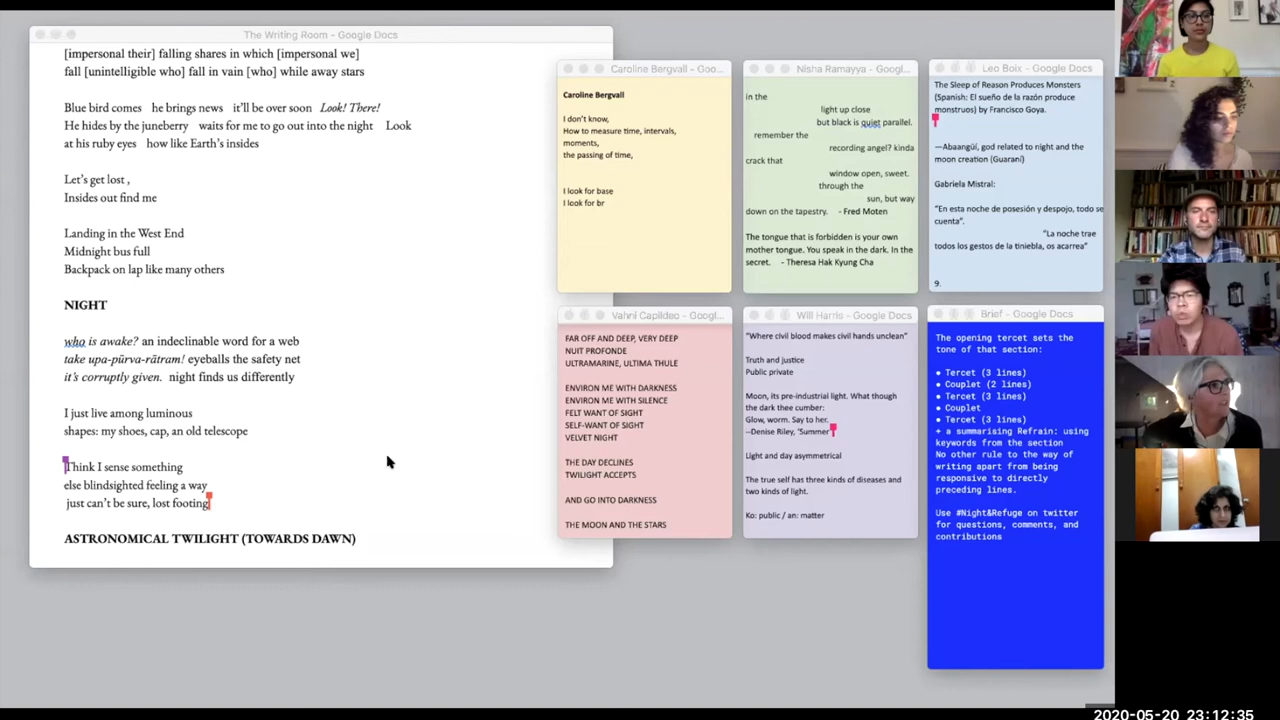 The Writing Room - Google Docs
[impersonal their] falling shares in which [impersonal we]
fall [unintelligible who] fall in vain [who] while away stars
Blue bird comes he brings news it'll be over soon Look! There!
He hides by the juneberry waits for me to go out into the night Look
at his ruby eyes how like Earth's insides
Let's get lost ,
Insides out find me
Landing in the West End
Midnight bus full
Backpack on lap like many others
NIGHT
who is awake? an indeclinable word for a web
take upa-pūrva-rātram! eyeballs the safety net
it's corruptly given. night finds us differently
I just live among luminous
shapes: my shoes, cap, an old telescope
Think I sense something
else blindsighted feeling a way
just can't be sure, lost footing
ASTRONOMICAL TWILIGHT (TOWARDS DAWN)
Caroline Bergvall - Goo...
Caroline Bergvall
I don't know,
How to measure time, intervals,
moments,
the passing of time,
I look for base
I look for br
Nisha Ramayya - Googl...
in the
light up close
but black is quiet parallel.
remember the
recording angel? kinda
crack that
window open, sweet.
through the
sun, but way
down on the tapestry. - Fred Moten
The tongue that is forbidden is your own
mother tongue. You speak in the dark. In the
secret. - Theresa Hak Kyung Cha
Leo Boix - Google Docs
The Sleep of Reason Produces Monsters
(Spanish: El sueño de la razón produce
monstruos) by Francisco Goya.
—Abaangüí, god related to night and the
moon creation (Guaraní)
Gabriela Mistral:
"En esta noche de posesión y despojo, todo se
cuenta".
"La noche trae
todos los gestos de la tiniebla, os acarrea"
9.
Vahni Capildeo - Googl...
FAR OFF AND DEEP, VERY DEEP
NUIT PROFONDE
ULTRAMARINE, ULTIMA THULE
ENVIRON ME WITH DARKNESS
ENVIRON ME WITH SILENCE
FELT WANT OF SIGHT
SELF-WANT OF SIGHT
VELVET NIGHT
THE DAY DECLINES
TWILIGHT ACCEPTS
AND GO INTO DARKNESS
THE MOON AND THE STARS
Will Harris - Google Docs
"Where civil blood makes civil hands unclean"
Truth and justice
Public private
Moon, its pre-industrial light. What though
the dark thee cumber:
Glow, worm. Say to her.
--Denise Riley, 'Summer'
Light and day asymmetrical
The true self has three kinds of diseases and
two kinds of light.
Ko: public / an: matter
Brief - Google Docs
The opening tercet sets the
tone of that section:
● Tercet (3 lines)
● Couplet (2 lines)
● Tercet (3 lines)
● Couplet
● Tercet (3 lines)
+ a summarising Refrain: using
keywords from the section
No other rule to the way of
writing apart from being
responsive to directly
preceding lines.
Use #Night&Refuge on twitter
for questions, comments, and
contributions
2020-05-20 23:12:35